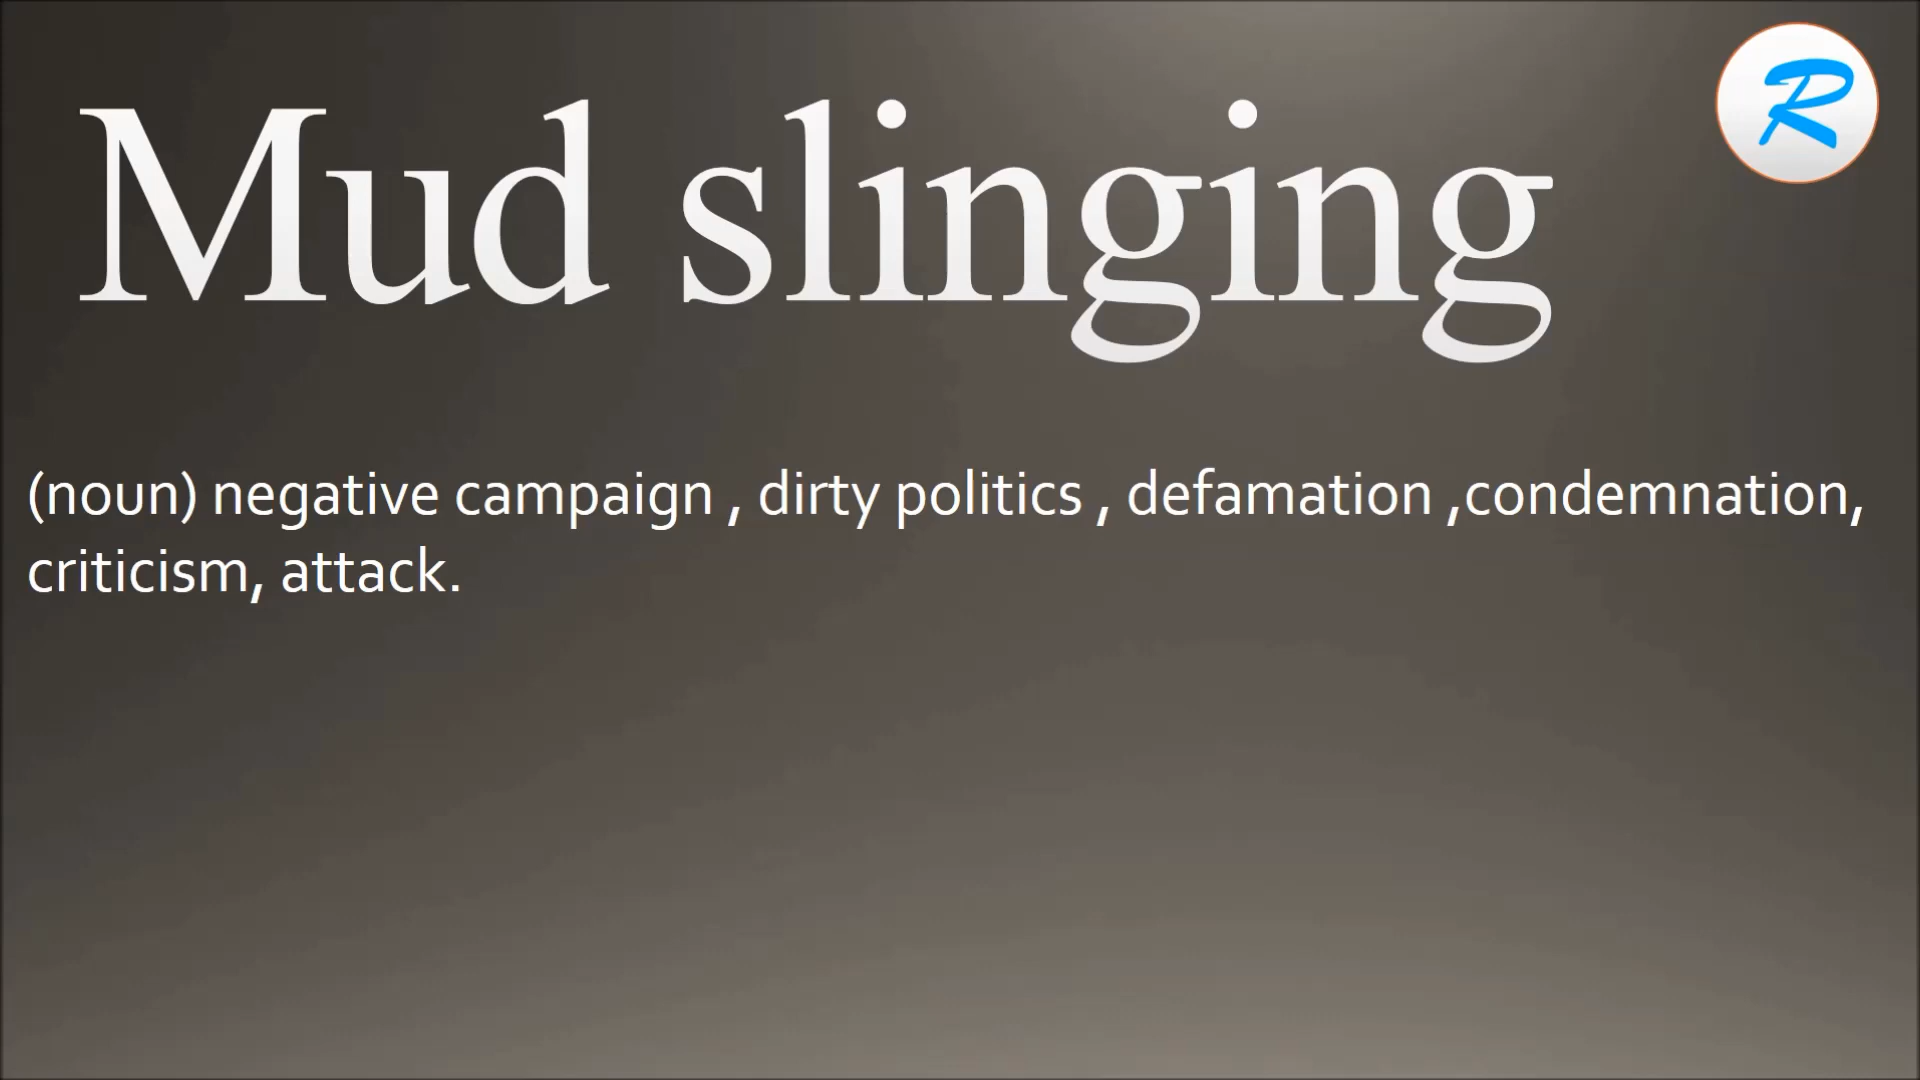 Mud slinging
R
(noun) negative campaign , dirty politics , defamation ,condemnation,
criticism, attack.